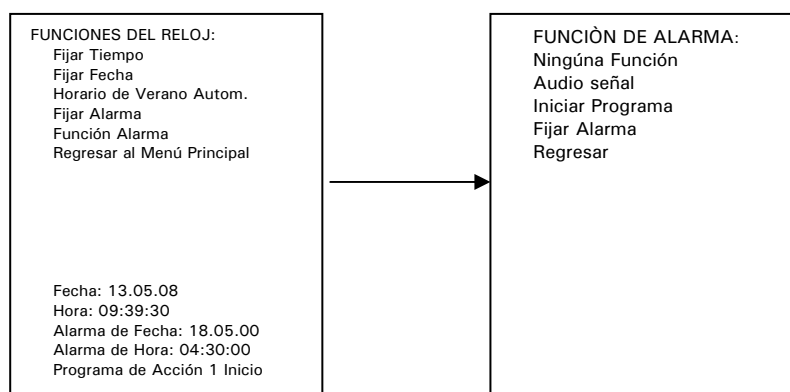 FUNCIONES DEL RELOJ:
Fijar Tiempo
Fijar Fecha
Horario de Verano Autom.
Fijar Alarma
Función Alarma
Regresar al Menú Principal
Fecha: 13.05.08
Hora: 09:39:30
Alarma de Fecha: 18.05.00
Alarma de Hora: 04:30:00
Programa de Acción 1 Inicio
FUNCIÒN DE ALARMA:
Ningúna Función
Audio señal
Iniciar Programa
Fijar Alarma
Regresar